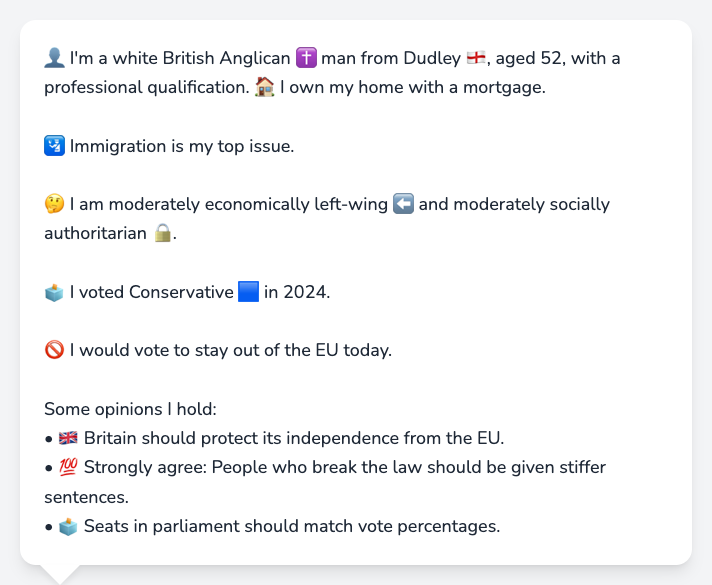 👤 I'm a white British Anglican ✝️ man from Dudley 🏴󠁧󠁢󠁥󠁮󠁧󠁿, aged 52, with a
professional qualification. 🏠 I own my home with a mortgage.
🛂 Immigration is my top issue.
🤔 I am moderately economically left-wing ⬅️ and moderately socially
authoritarian 🔒.
🗳️ I voted Conservative 🟦 in 2024.
🚫 I would vote to stay out of the EU today.
Some opinions I hold:
• 🇬🇧 Britain should protect its independence from the EU.
• 💯 Strongly agree: People who break the law should be given stiffer
sentences.
• 🗳️ Seats in parliament should match vote percentages.